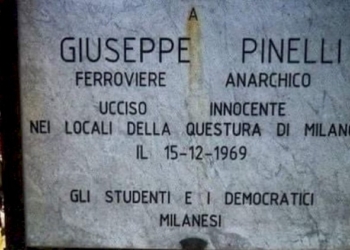 A
GIUSEPPE PINELLI
FERROVIERE ANARCHICO
UCCISO INNOCENTE
NEI LOCALI DELLA QUESTURA DI MILANO
IL 15-12-1969
GLI STUDENTI E I DEMOCRATICI
MILANESI